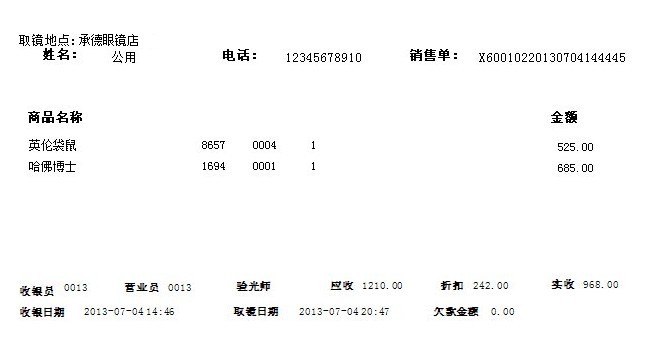 取镜地点: 承德眼镜店
姓名: 公用 电话: 12345678910 销售单: X60010220130704144445
商品名称 金额
英伦袋鼠 8657 0004 1 525.00
哈佛博士 1694 0001 1 685.00
收银员 0013 营业员 0013 验光师 应收 1210.00 折扣 242.00 实收 968.00
收银日期 2013-07-04 14:46 取镜日期 2013-07-04 20:47 欠款金额 0.00